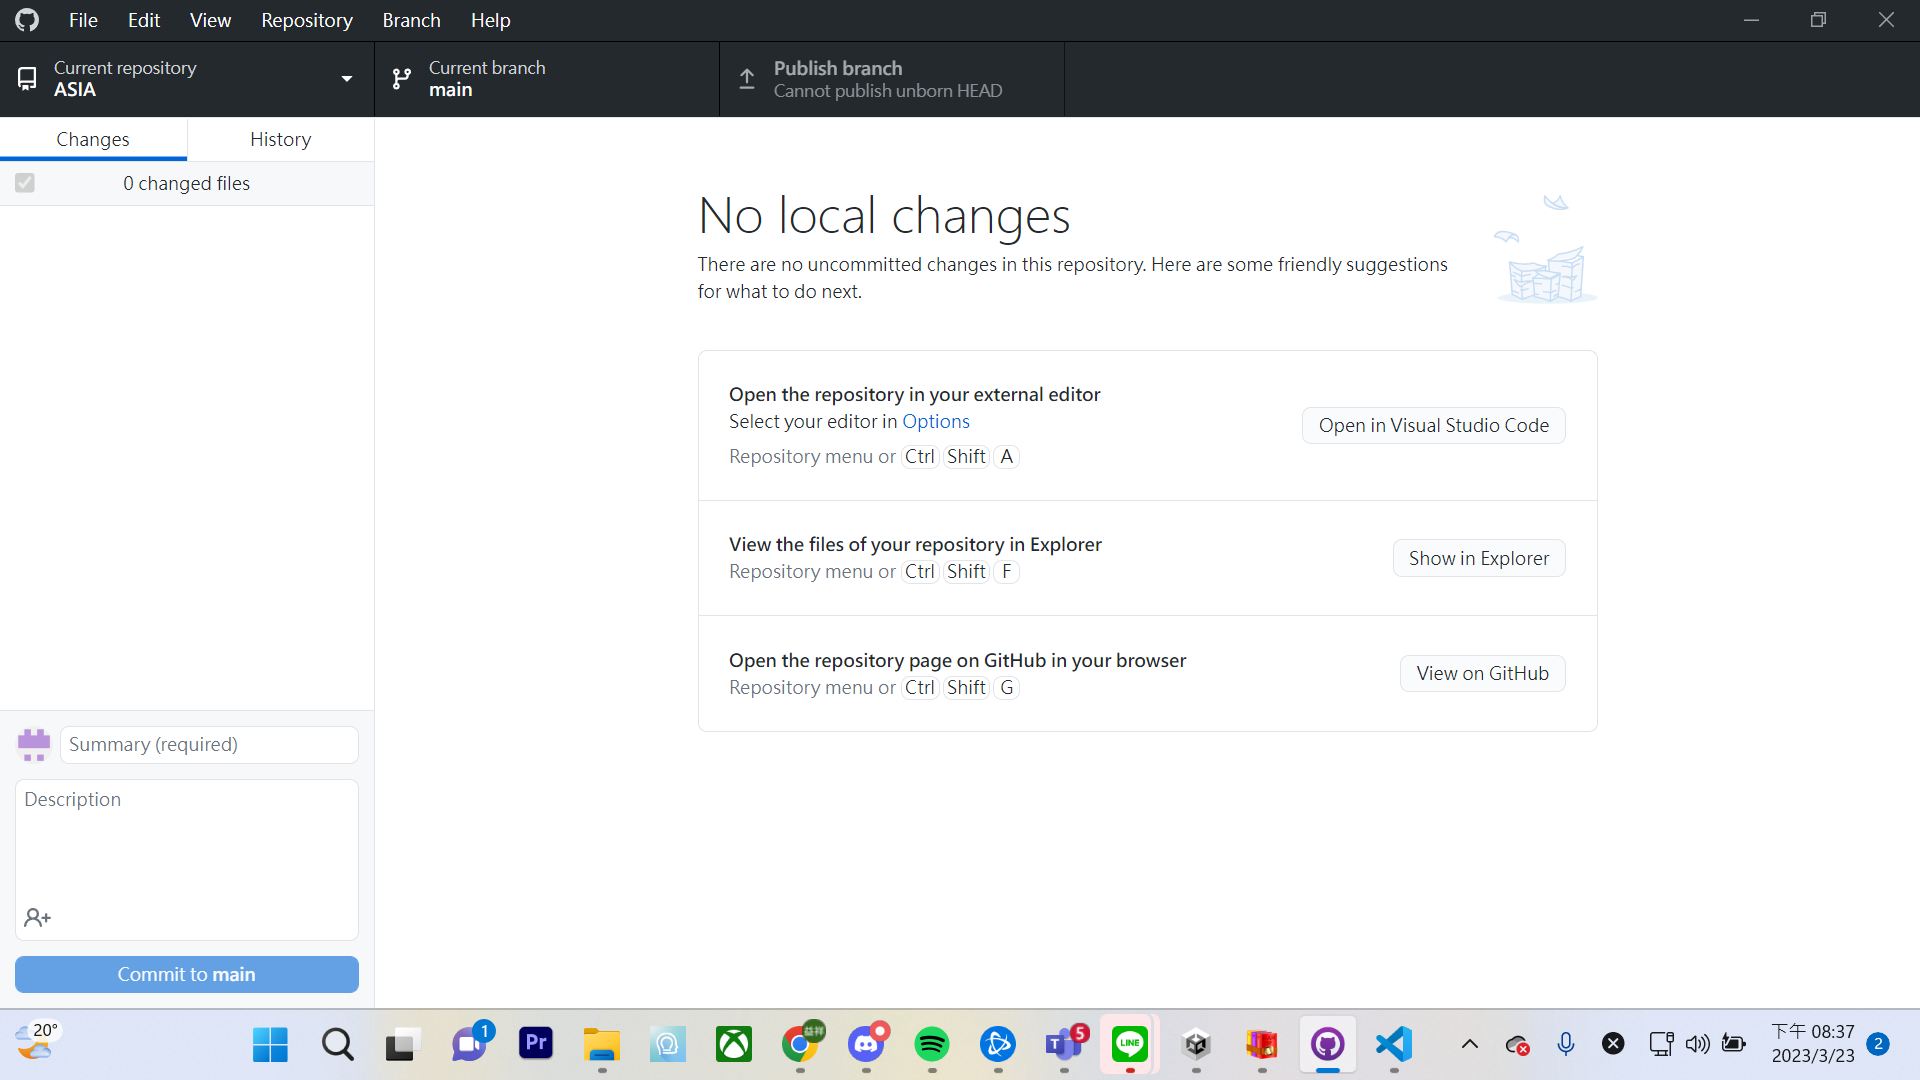 File Edit View Repository Branch Help
Current repository
ASIA
Current branch
main
Publish branch
Cannot publish unborn HEAD
Changes History
0 changed files
No local changes
There are no uncommitted changes in this repository. Here are some friendly suggestions
for what to do next.
Open the repository in your external editor
Select your editor in Options
Repository menu or Ctrl Shift A
Open in Visual Studio Code
View the files of your repository in Explorer
Repository menu or Ctrl Shift F
Show in Explorer
Open the repository page on GitHub in your browser
Repository menu or Ctrl Shift G
View on GitHub
Summary (required)
Description
Commit to main
20°
1
Pr
益祥
T 5
LINE
下午 08:37
2023/3/23
2